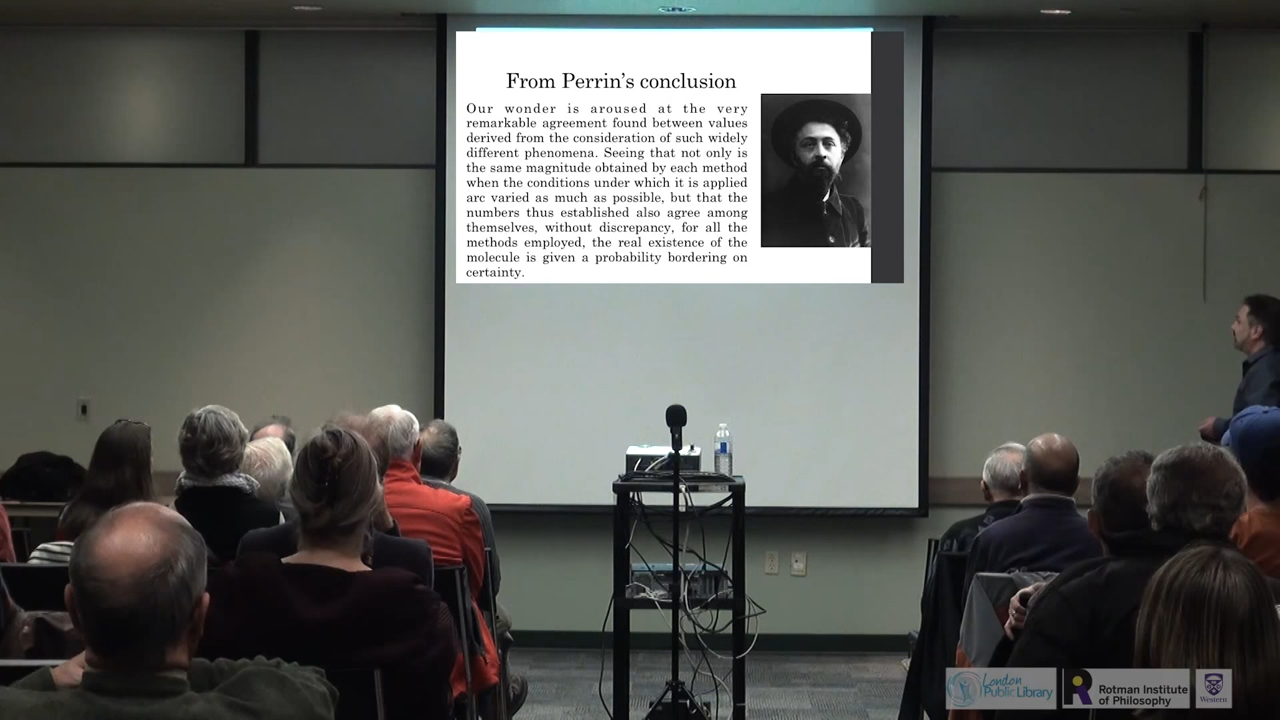 From Perrin's conclusion
Our wonder is aroused at the very
remarkable agreement found between values
derived from the consideration of such widely
different phenomena. Seeing that not only is
the same magnitude obtained by each method
when the conditions under which it is applied
arc varied as much as possible, but that the
numbers thus established also agree among
themselves, without discrepancy, for all the
methods employed, the real existence of the
molecule is given a probability bordering on
certainty.
London
Public Library
Rotman Institute
of Philosophy
Western